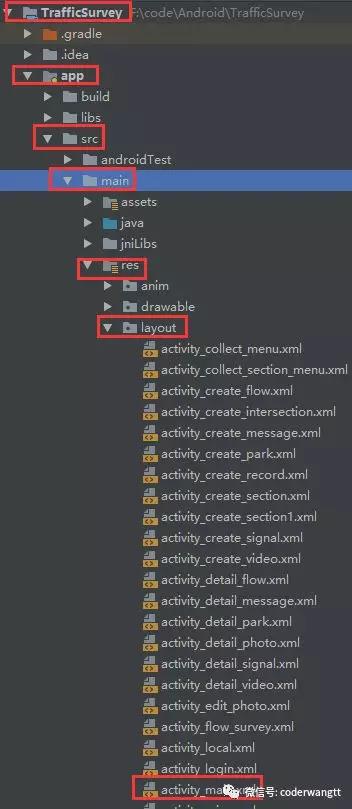 TrafficSurvey F:\code\Android\TrafficSurvey
.gradle
.idea
app
build
libs
src
androidTest
main
assets
java
jniLibs
res
anim
drawable
layout
activity_collect_menu.xml
activity_collect_section_menu.xml
activity_create_flow.xml
activity_create_intersection.xml
activity_create_message.xml
activity_create_park.xml
activity_create_record.xml
activity_create_section.xml
activity_create_section1.xml
activity_create_signal.xml
activity_create_video.xml
activity_detail_flow.xml
activity_detail_message.xml
activity_detail_park.xml
activity_detail_photo.xml
activity_detail_signal.xml
activity_detail_video.xml
activity_edit_photo.xml
activity_flow_survey.xml
activity_local.xml
activity_login.xml
微信号: coderwangtt